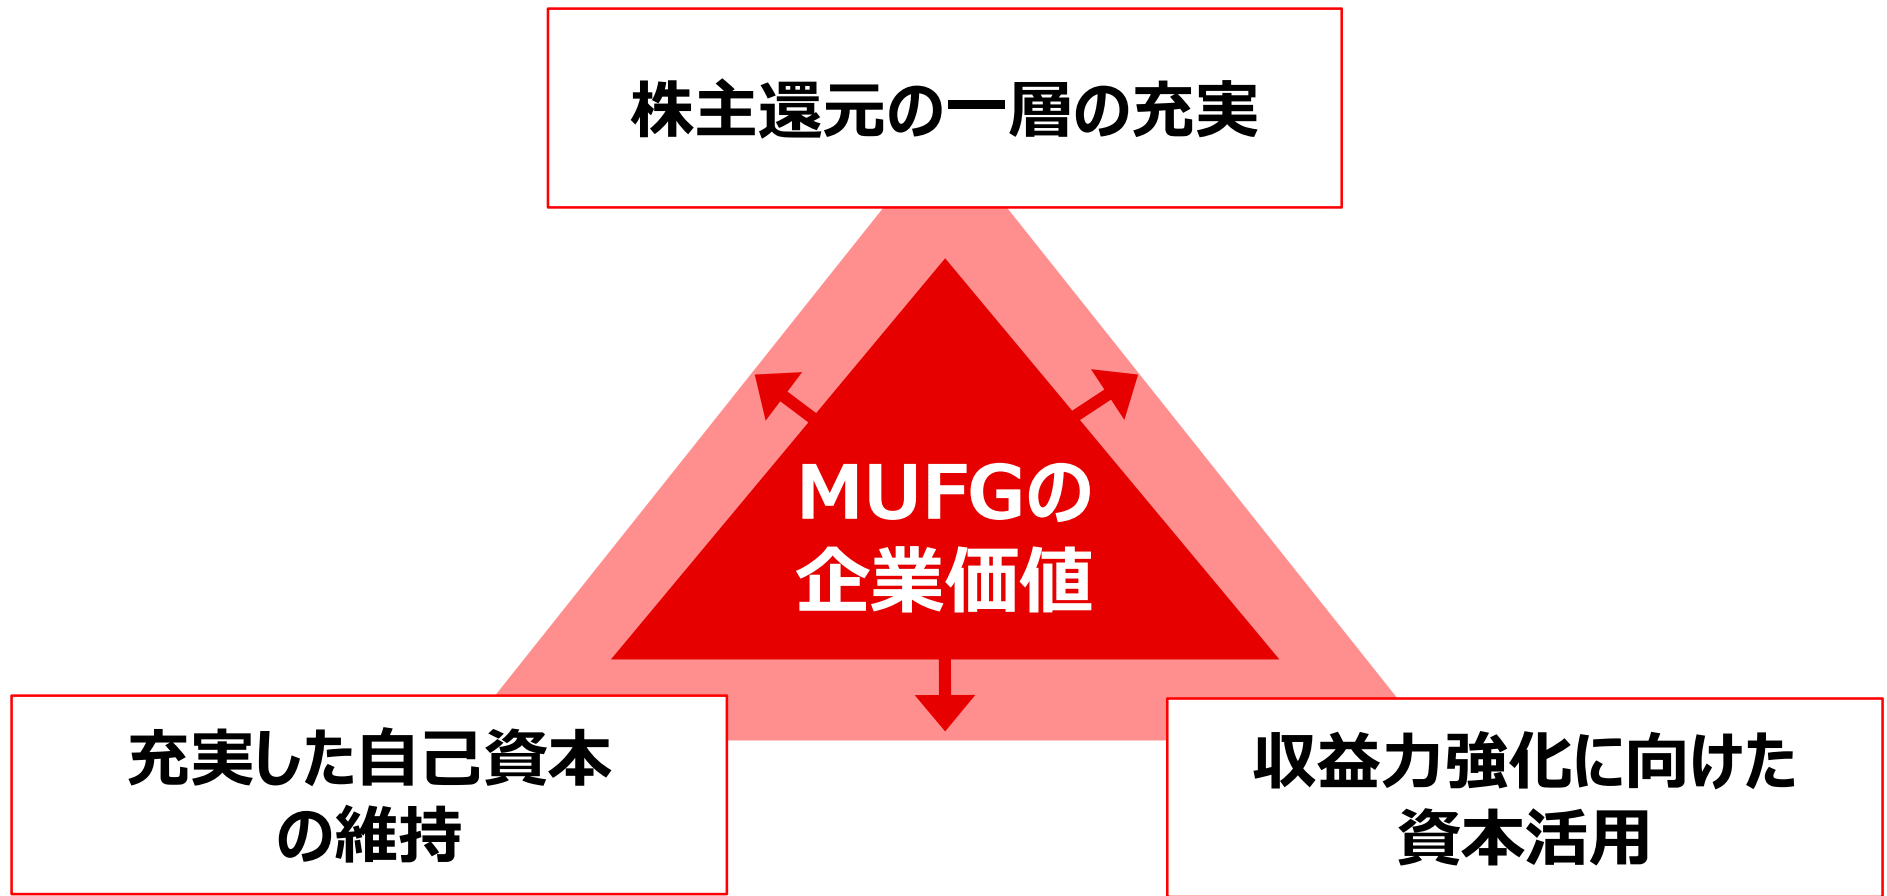 株主還元の一層の充実
MUFGの
企業価値
充実した自己資本
の維持
収益力強化に向けた
資本活用